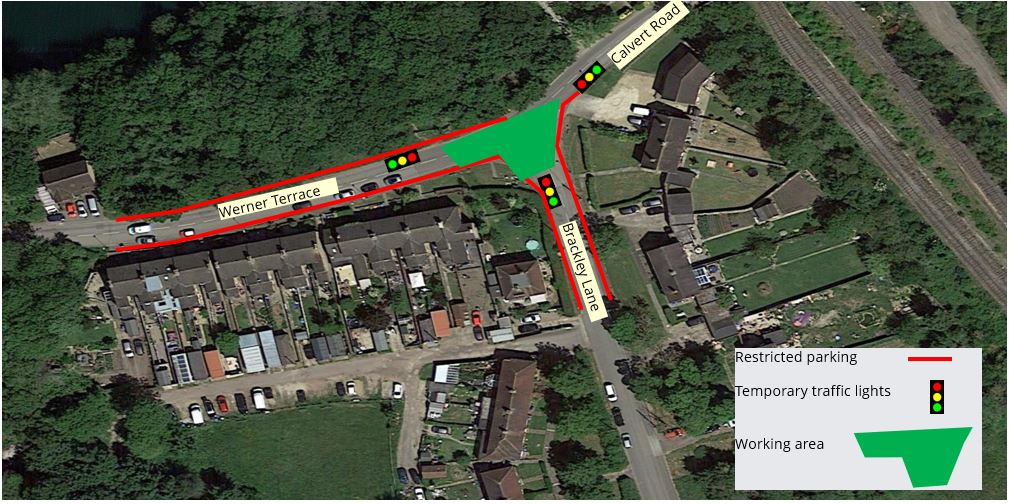 Calvert Road
Werner Terrace
Brackley Lane
Restricted parking
Temporary traffic lights
Working area